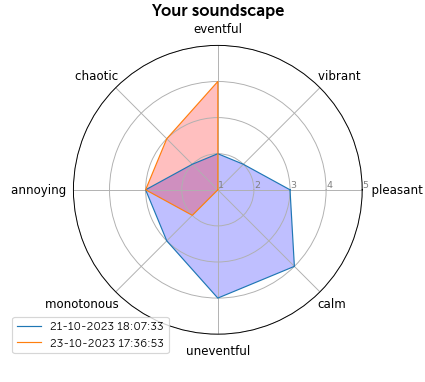 Your soundscape
eventful
chaotic
vibrant
annoying
1 2 3 4 5
pleasant
monotonous
calm
21-10-2023 18:07:33
23-10-2023 17:36:53
uneventful